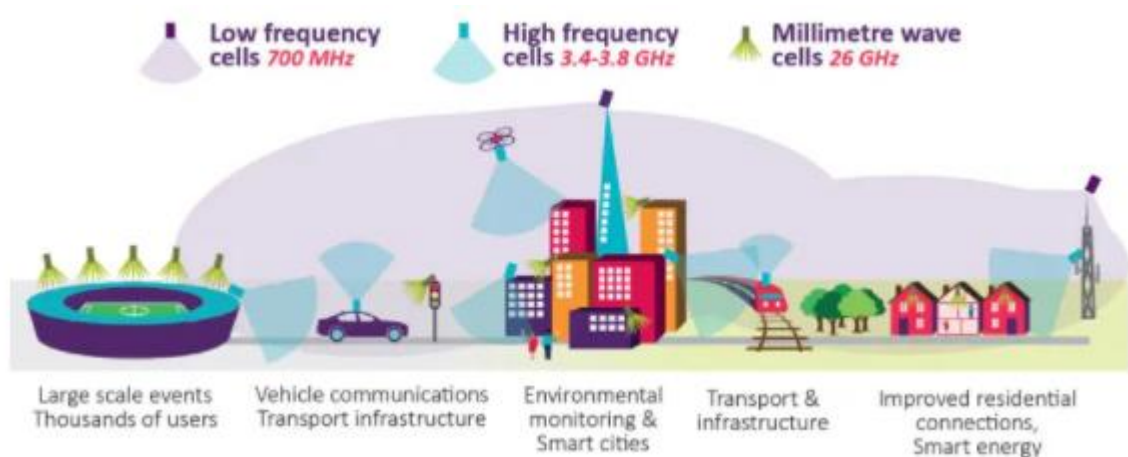 Low frequency
cells 700 MHz
High frequency
cells 3.4-3.8 GHz
Millimetre wave
cells 26 GHz
Large scale events
Thousands of users
Vehicle communications
Transport infrastructure
Environmental
monitoring &
Smart cities
Transport &
infrastructure
Improved residential
connections,
Smart energy